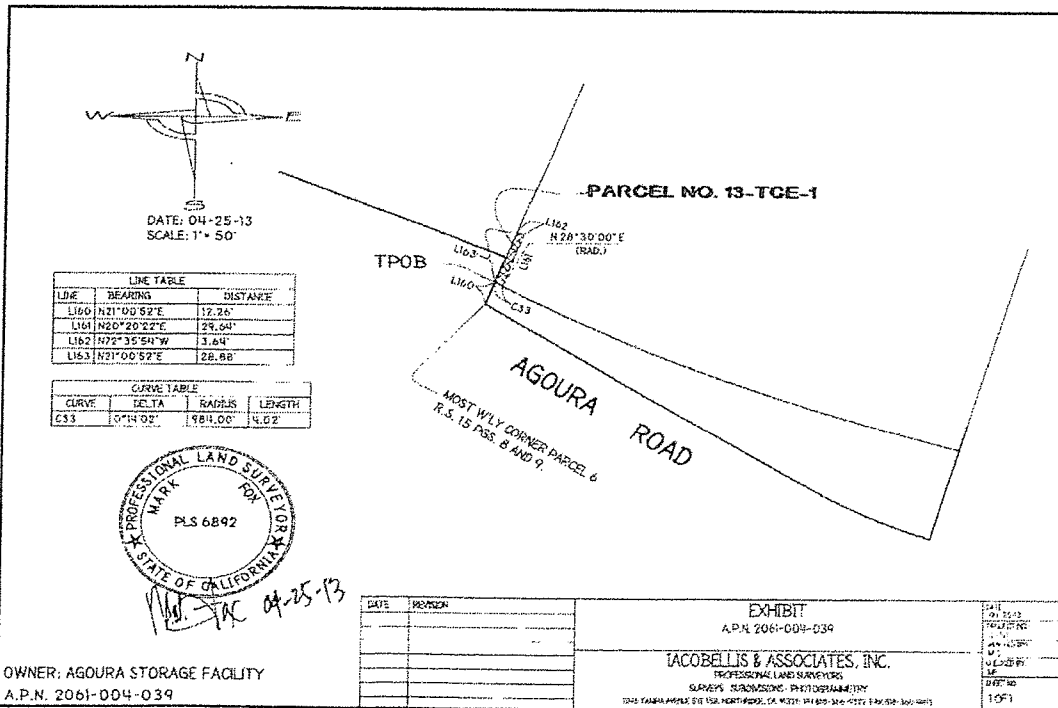 N
W E
S
DATE: 04-25-13
SCALE: 1"= 50'
PARCEL NO. 13-TCE-1
L162
N 28°30'00"E
(RAD.)
L163
L161
TPOB
L160
C33
AGOURA ROAD
MOST W'LY CORNER PARCEL 6
R.S. 15 PGS. 8 AND 9.
LINE TABLE
LINE BEARING DISTANCE
L160 N21°00'52"E 12.26'
L161 N20°20'22"E 29.64'
L162 N72°35'54"W 3.64'
L163 N21°00'52"E 28.88'
CURVE TABLE
CURVE DELTA RADIUS LENGTH
C33 0°14'02" 984.00' 4.02'
PROFESSIONAL LAND SURVEYOR
MARK FOX
PLS 6892
STATE OF CALIFORNIA
04-25-13
OWNER: AGOURA STORAGE FACILITY
A.P.N. 2061-004-039
DATE REVISION
EXHIBIT
A.P.N. 2061-004-039
IACOBELLIS & ASSOCIATES, INC.
PROFESSIONAL LAND SURVEYORS
SURVEYS SUBDIVISIONS PHOTOGRAMMETRY
DATE
SHEET NO
1 OF 1